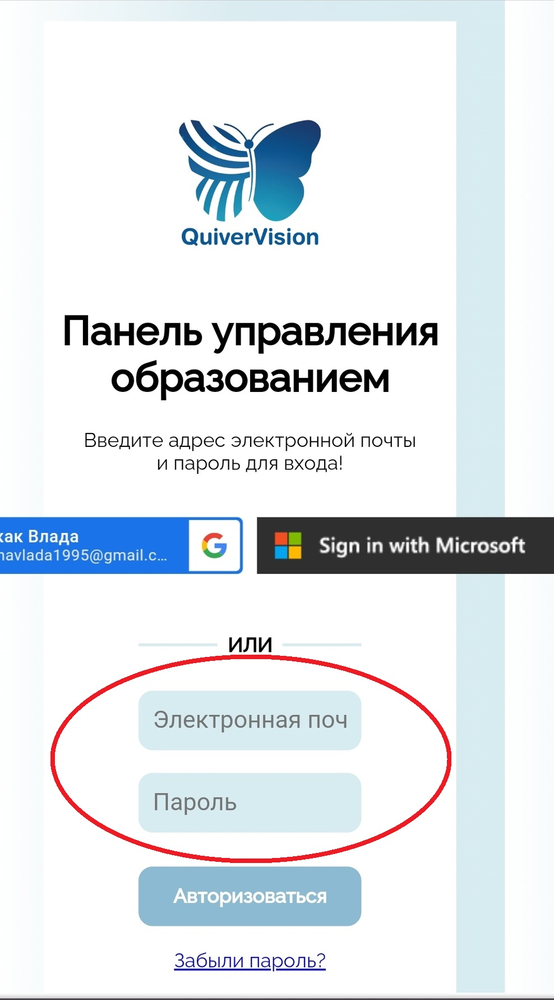 QuiverVision
Панель управления
образованием
Введите адрес электронной почты
и пароль для входа!
как Влада
navlada1995@gmail.c...
Sign in with Microsoft
ИЛИ
Электронная поч
Пароль
Авторизоваться
Забыли пароль?